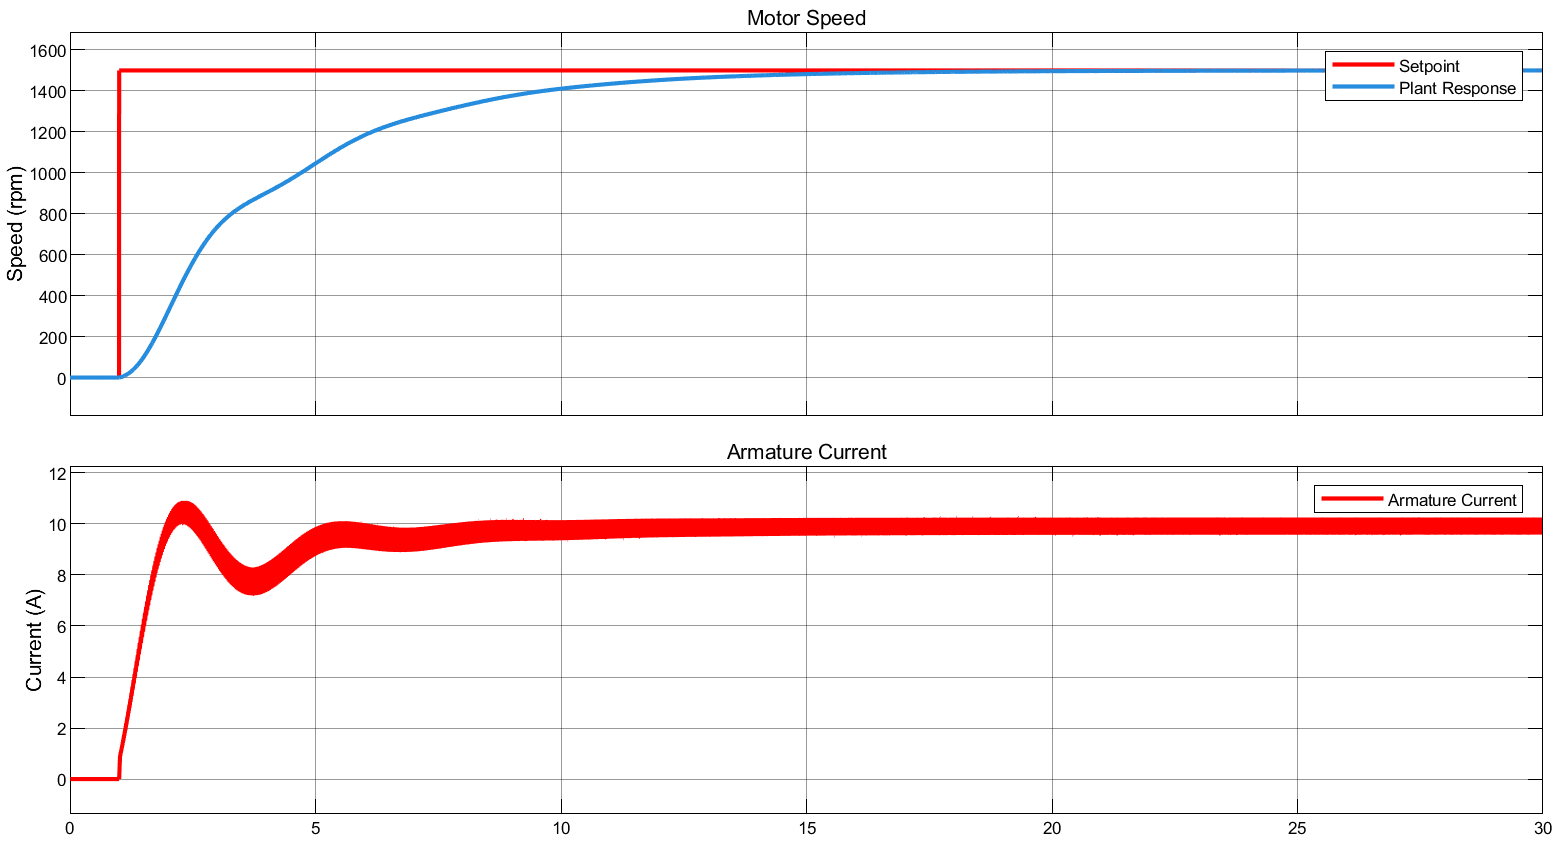 Motor Speed
1600
1400
1200
1000
800
600
400
200
0
Speed (rpm)
Setpoint
Plant Response
Armature Current
12
10
8
6
4
2
0
Current (A)
Armature Current
0 5 10 15 20 25 30